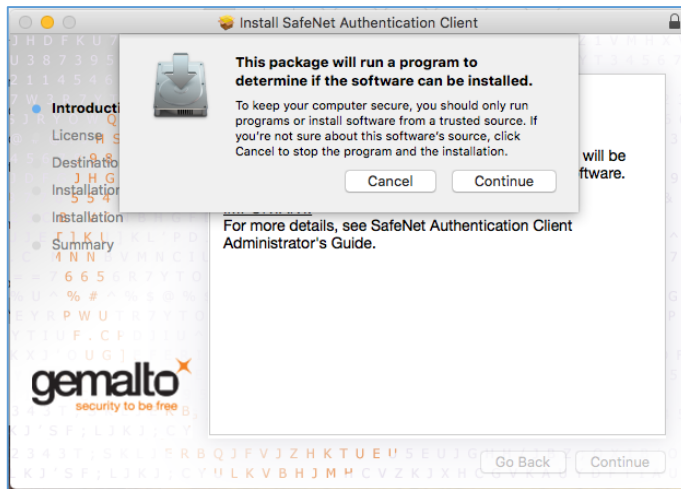 Install SafeNet Authentication Client
This package will run a program to
determine if the software can be installed.
To keep your computer secure, you should only run
programs or install software from a trusted source. If
you're not sure about this software's source, click
Cancel to stop the program and the installation.
Cancel
Continue
Introducti
License
Destinatio
Installation
Installation
Summary
will be
ftware.
For more details, see SafeNet Authentication Client
Administrator's Guide.
gemalto
security to be free
Go Back
Continue